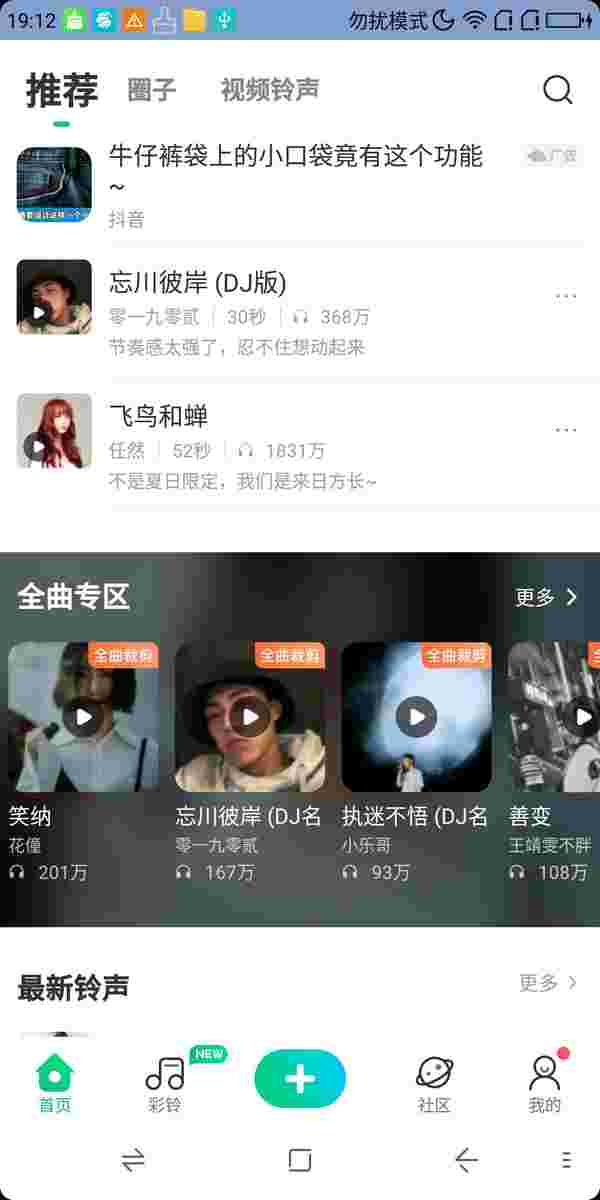 19:12
勿扰模式
推荐
圈子
视频铃声
牛仔裤袋上的小口袋竟有这个功能
~
广告
抖音
忘川彼岸 (DJ版)
零一九零贰 30秒 368万
节奏感太强了，忍不住想动起来
飞鸟和蝉
任然 52秒 1831万
不是夏日限定，我们是来日方长~
全曲专区
更多
全曲裁剪
全曲裁剪
全曲裁剪
笑纳
忘川彼岸 (DJ名
执迷不悟 (DJ名
善变
花僮
零一九零贰
小乐哥
王靖雯不胖
201万
167万
93万
108万
最新铃声
更多
NEW
首页
彩铃
社区
我的